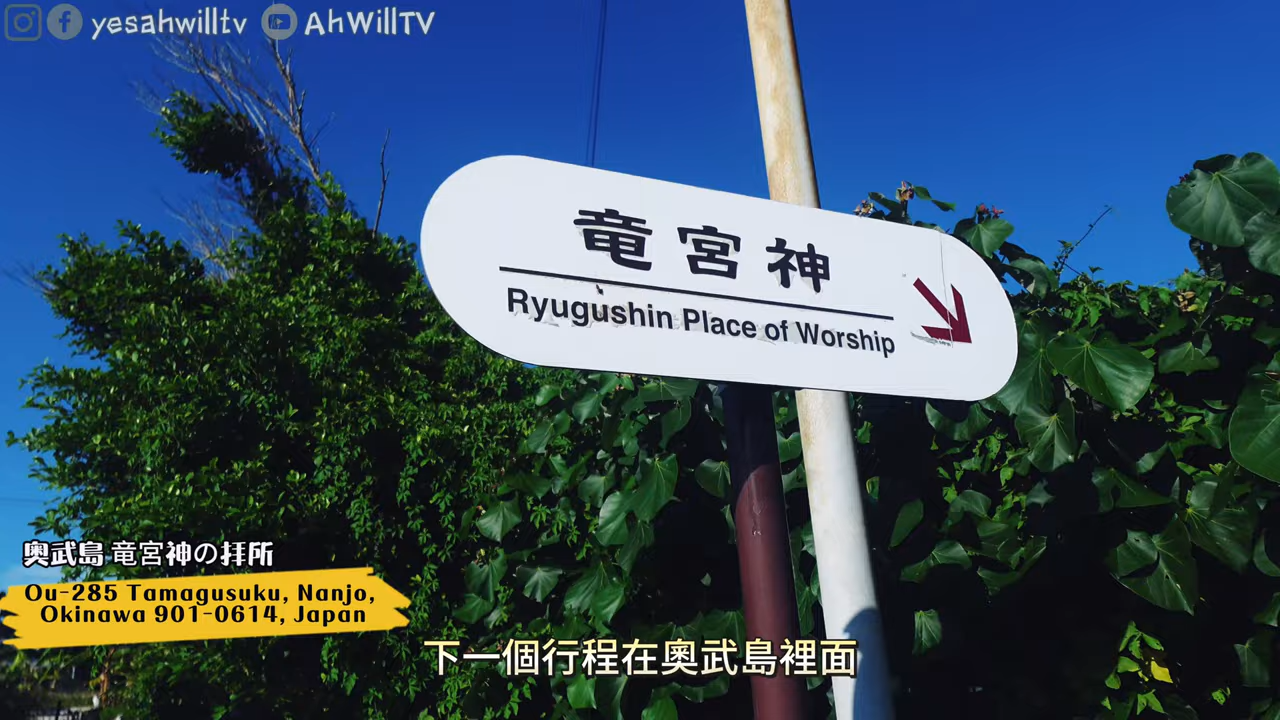 yesahwilltv AhWillTV
竜宮神
Ryugushin Place of Worship
奧武島 竜宮神の拝所
Ou-285 Tamagusuku, Nanjo,
Okinawa 901-0614, Japan
下一個行程在奧武島裡面